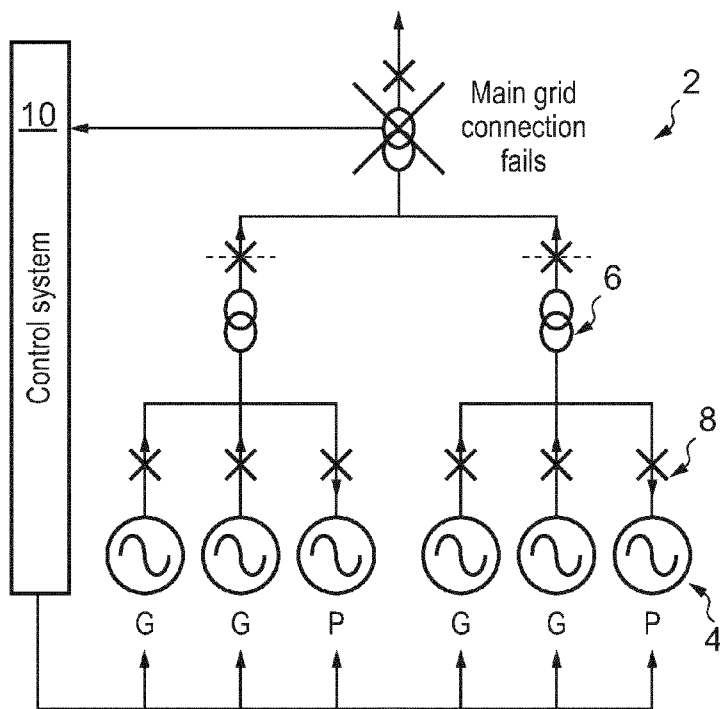 10
Main grid
connection
fails
2
Control system
6
8
G G P G G P
4